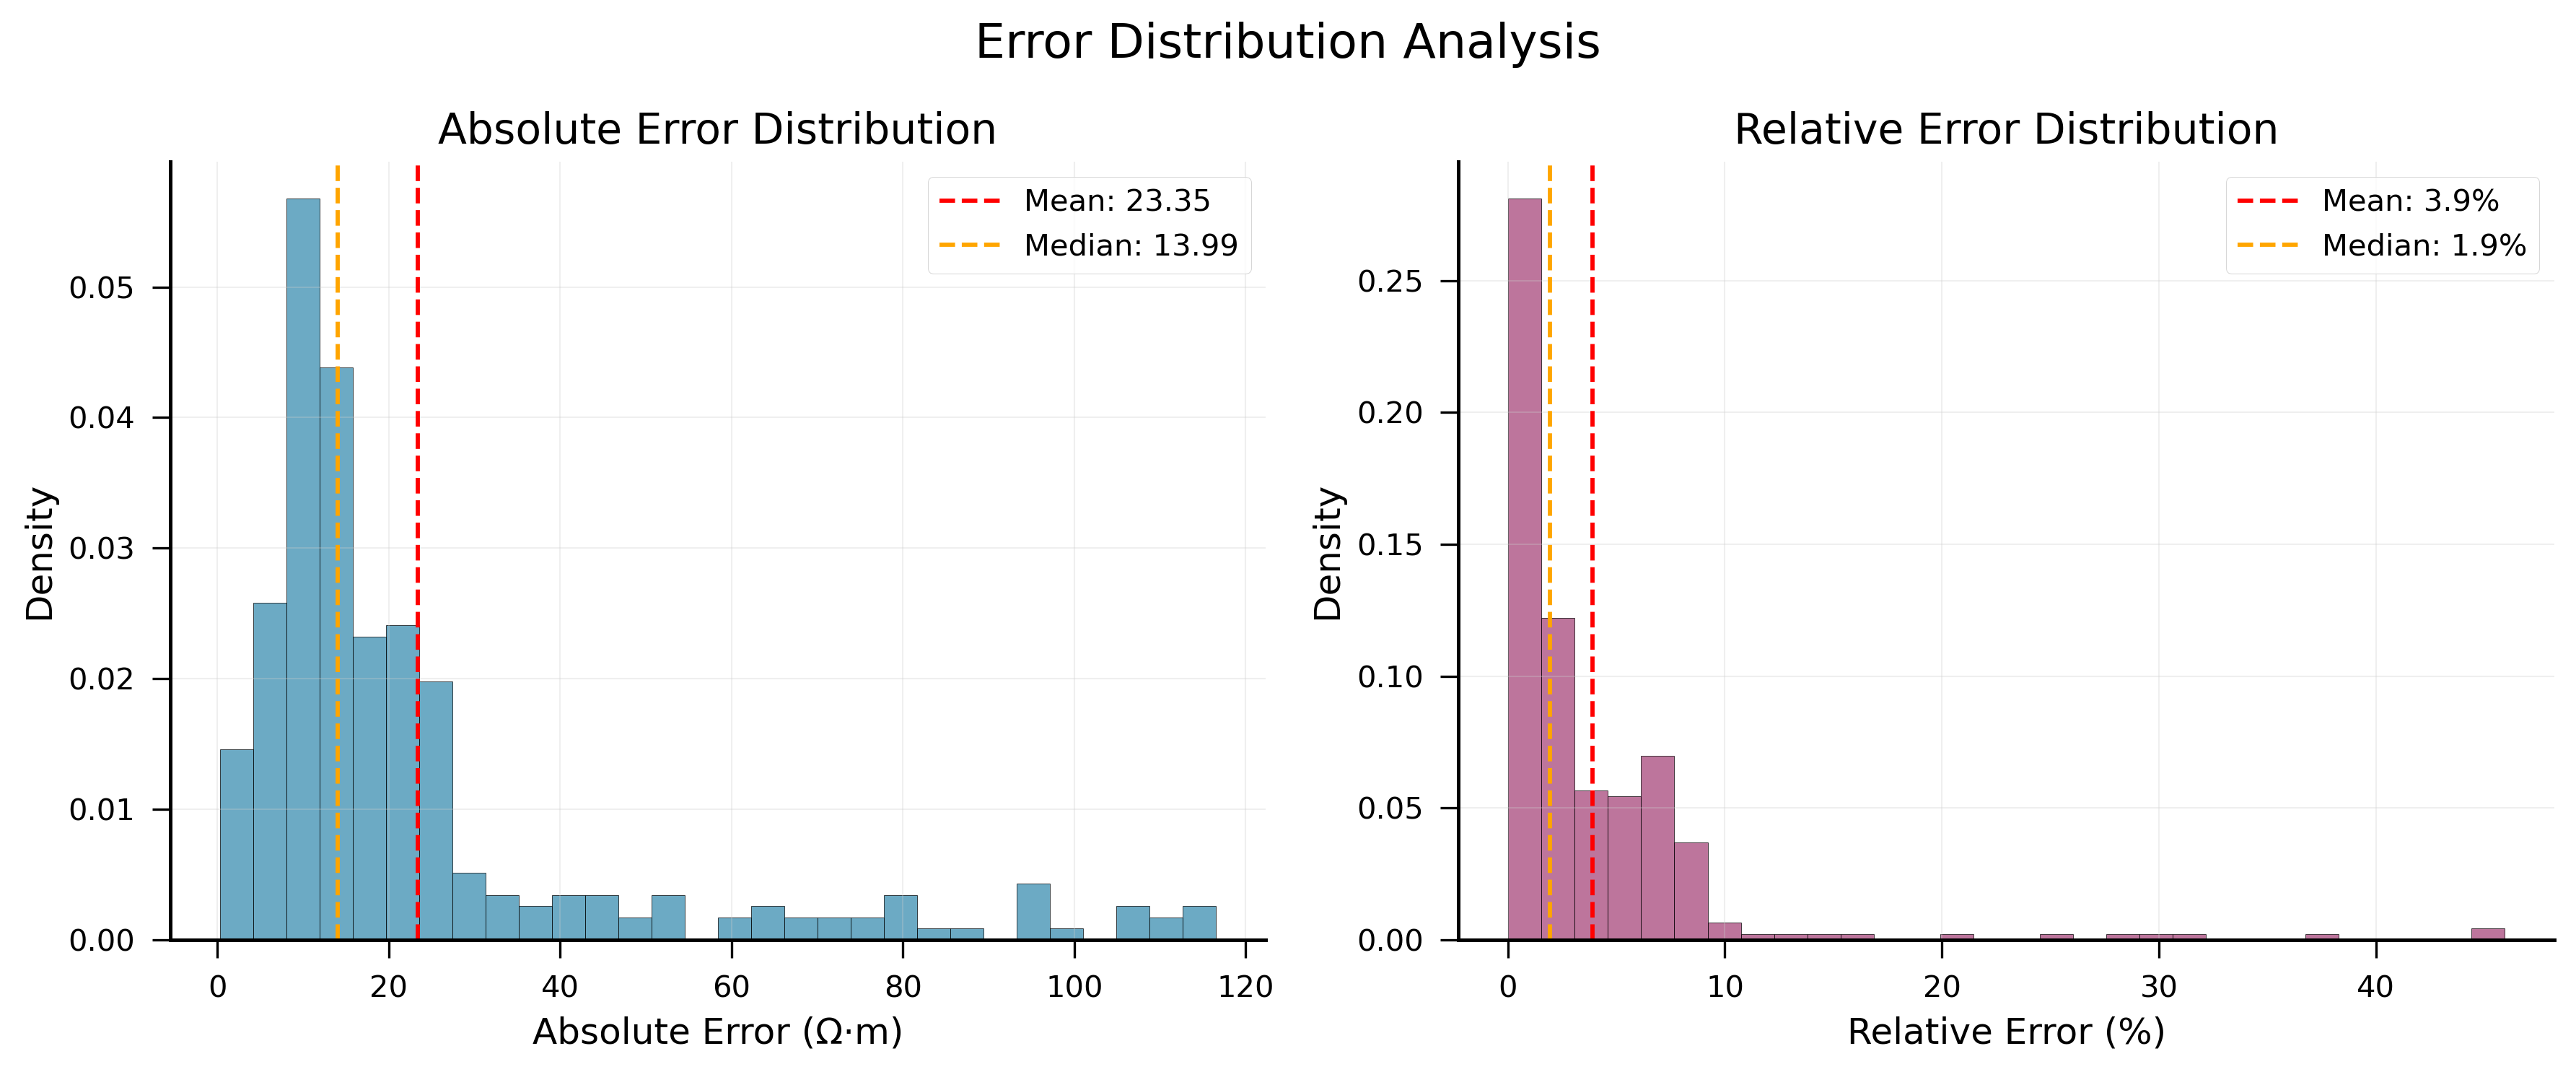 Error Distribution Analysis
Absolute Error Distribution
Mean: 23.35
Median: 13.99
Density
0.05
0.04
0.03
0.02
0.01
0.00
0 20 40 60 80 100 120
Absolute Error (Ω·m)
Relative Error Distribution
Mean: 3.9%
Median: 1.9%
Density
0.25
0.20
0.15
0.10
0.05
0.00
0 10 20 30 40
Relative Error (%)